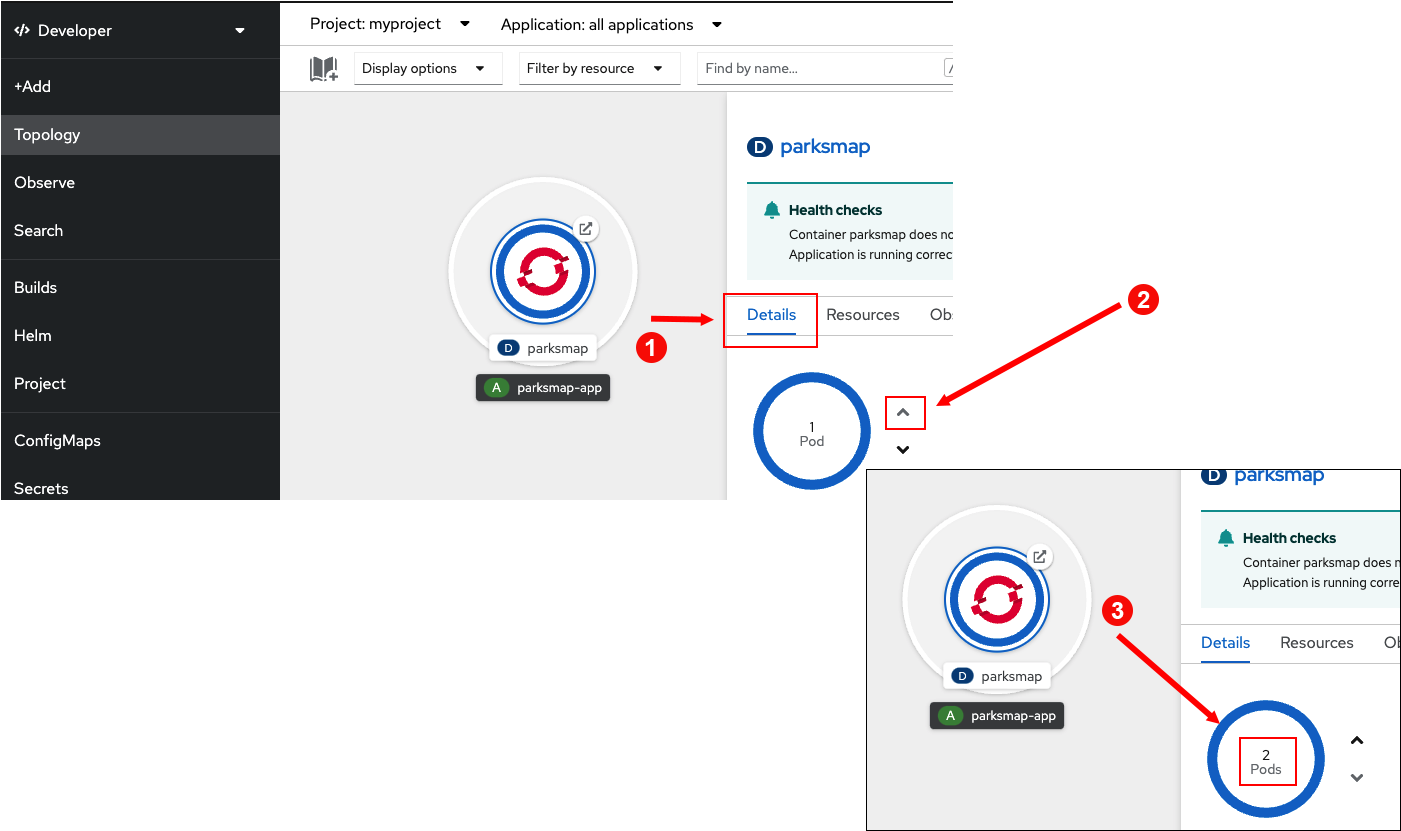 Developer
Project: myproject
Application: all applications
+Add
Display options
Filter by resource
Find by name...
Topology
Observe
Search
Builds
Helm
Project
ConfigMaps
Secrets
D parksmap
A parksmap-app
D parksmap
Health checks
Container parksmap does no
Application is running correc
1
Details
Resources
Obs
2
1
Pod
D parksmap
A parksmap-app
3
D parksmap
Health checks
Container parksmap does n
Application is running corre
Details
Resources
Ob
2
Pods